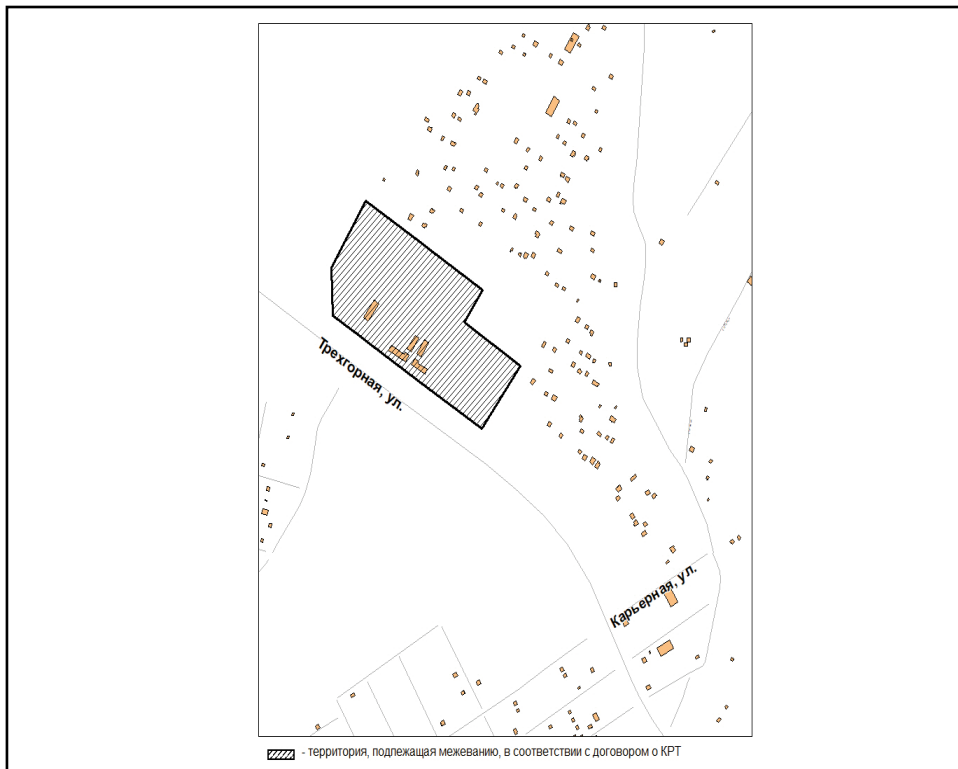 Трехгорная, ул.
Карьерная, ул.
- территория, подлежащая межеванию, в соответствии с договором о КРТ